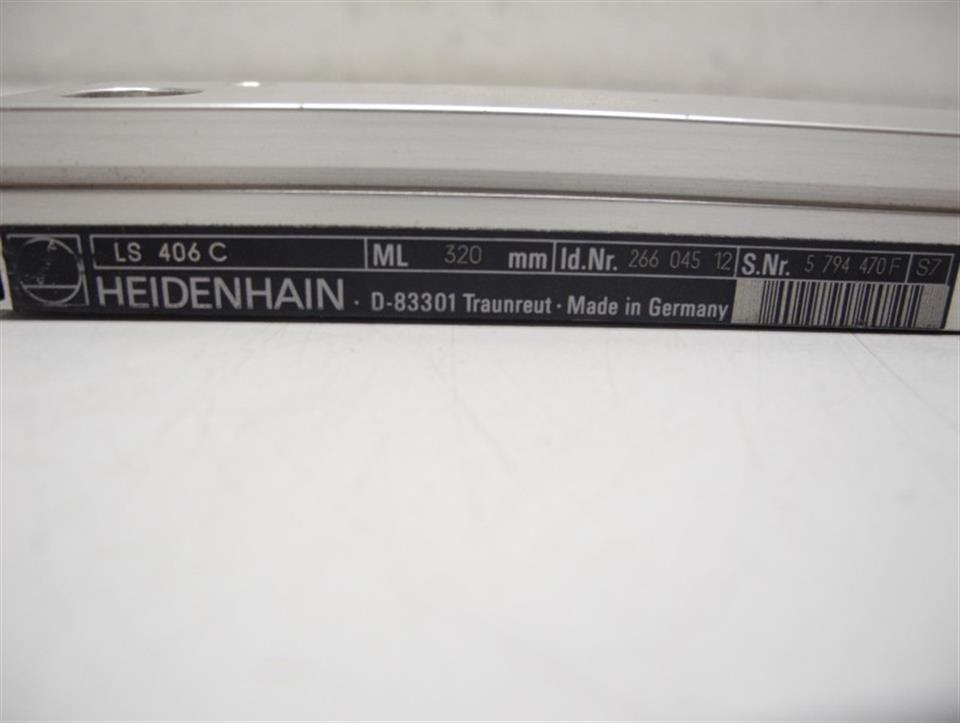 LS 406 C ML 320 mm Id.Nr. 266 045 12 S.Nr. 5 794 470 F S7
HEIDENHAIN · D-83301 Traunreut · Made in Germany